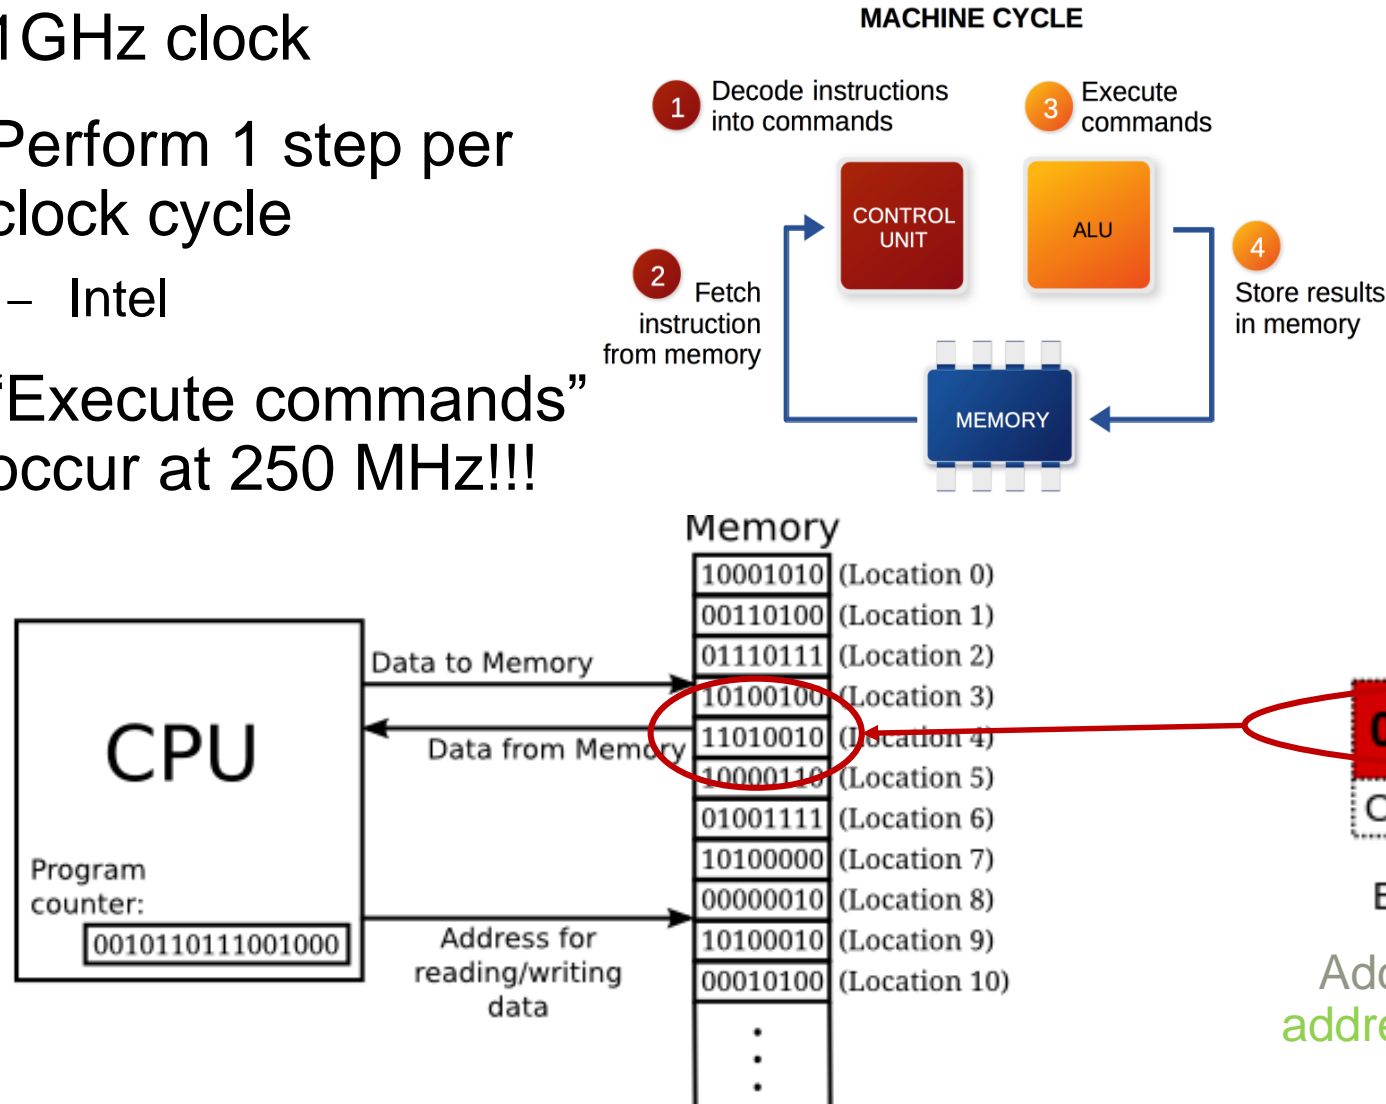 1GHz clock
Perform 1 step per
clock cycle
– Intel
“Execute commands”
occur at 250 MHz!!!
MACHINE CYCLE
1
Decode instructions
into commands
3
Execute
commands
CONTROL
UNIT
ALU
2
Fetch
instruction
from memory
4
Store results
in memory
MEMORY
Memory
10001010 (Location 0)
00110100 (Location 1)
01110111 (Location 2)
10100100 (Location 3)
11010010 (Location 4)
10000110 (Location 5)
01001111 (Location 6)
10100000 (Location 7)
00000010 (Location 8)
10100010 (Location 9)
00010100 (Location 10)
Data to Memory
Data from Memory
CPU
Program
counter:
0010110111001000
Address for
reading/writing
data